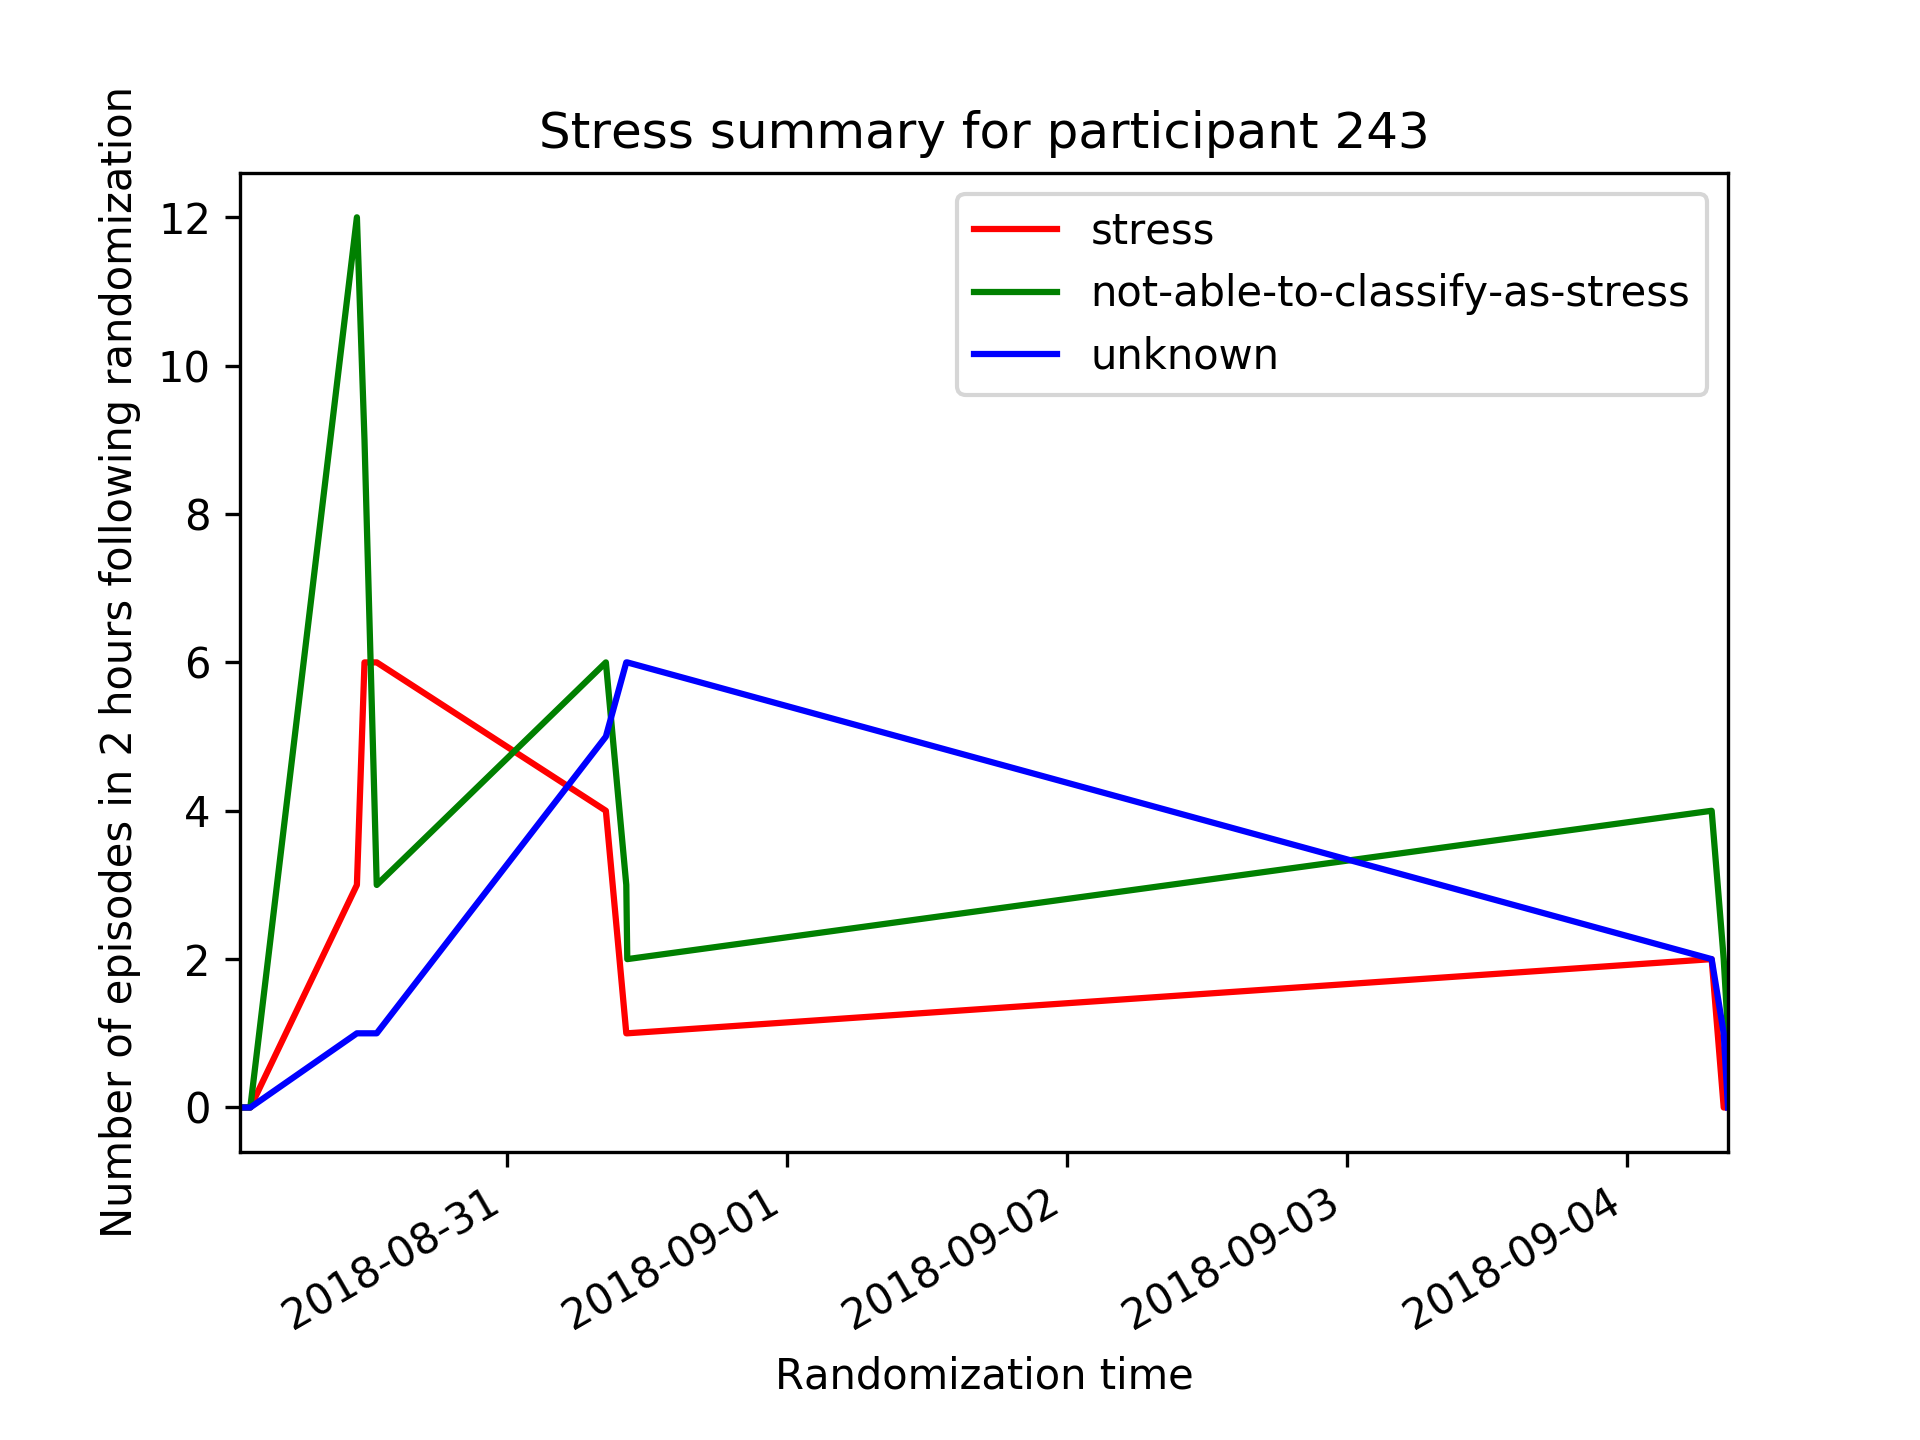 Stress summary for participant 243
Number of episodes in 2 hours following randomization
12
10
8
6
4
2
0
stress
not-able-to-classify-as-stress
unknown
2018-08-31
2018-09-01
2018-09-02
2018-09-03
2018-09-04
Randomization time